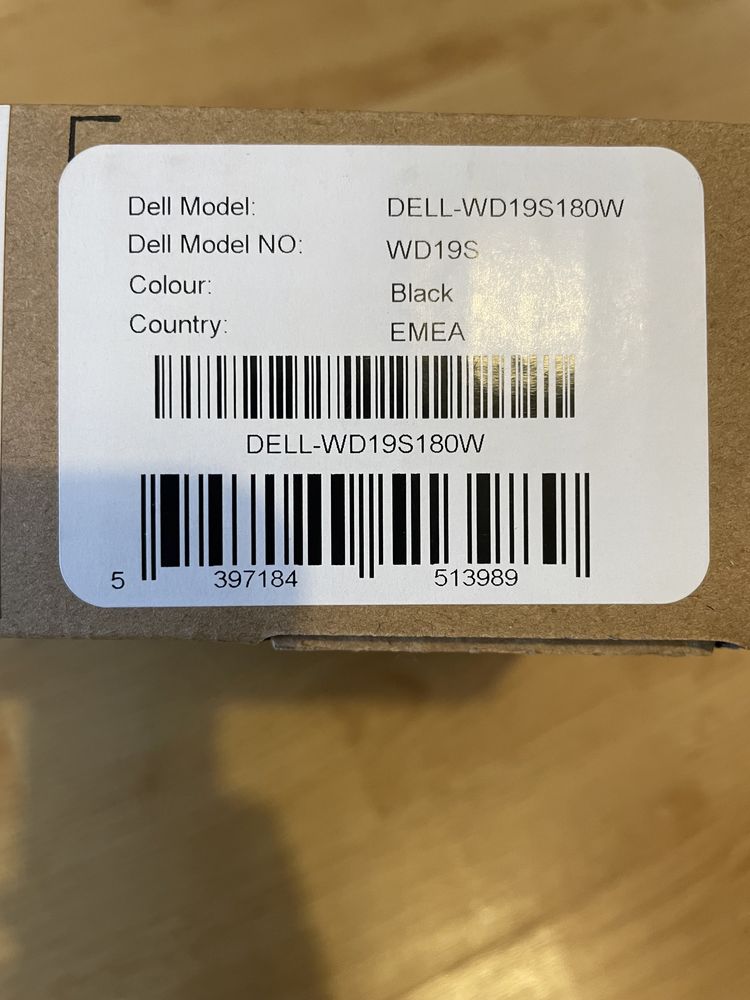 Dell Model: DELL-WD19S180W
Dell Model NO: WD19S
Colour: Black
Country: EMEA
DELL-WD19S180W
5 397184 513989